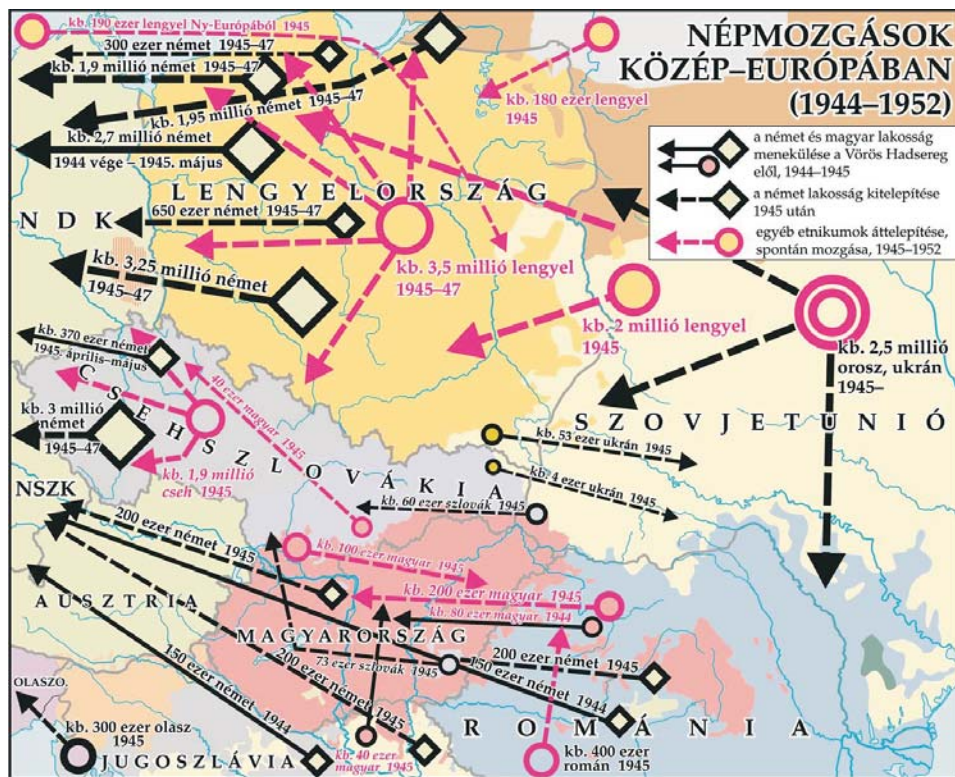 kb. 190 ezer lengyel Ny-Európából 1945
300 ezer német 1945–47
kb. 1,9 millió német 1945–47
kb. 1,95 millió német 1945–47
kb. 2,7 millió német
1944 vége – 1945. május
NÉPMOZGÁSOK
KÖZÉP–EURÓPÁBAN
(1944–1952)
kb. 180 ezer lengyel
1945
a német és magyar lakosság
menekülése a Vörös Hadsereg
elől, 1944–1945
a német lakosság kitelepítése
1945 után
egyéb etnikumok áttelepítése,
spontán mozgása, 1945–1952
LENGYELORSZÁG
NDK
650 ezer német 1945–47
kb. 3,5 millió lengyel
1945–47
kb. 3,25 millió német
1945–47
kb. 2 millió lengyel
1945
kb. 2,5 millió
orosz, ukrán
1945–
kb. 370 ezer német
1945. április–május
40 ezer magyar 1945
CSEHSZLOVÁKIA
SZOVJETUNIÓ
kb. 3 millió
német
1945–47
kb. 1,9 millió
cseh 1945
kb. 53 ezer ukrán 1945
kb. 4 ezer ukrán 1945
kb. 60 ezer szlovák 1945
NSZK
200 ezer német 1945
kb. 100 ezer magyar 1945
kb. 200 ezer magyar 1945
kb. 80 ezer magyar 1944
AUSZTRIA
MAGYARORSZÁG
73 ezer szlovák 1945
200 ezer német 1945
150 ezer német 1944
200 ezer német 1945
150 ezer német 1944
OLASZO.
kb. 300 ezer olasz
1945
JUGOSZLÁVIA
kb. 40 ezer
magyar 1945
ROMÁNIA
kb. 400 ezer
román 1945